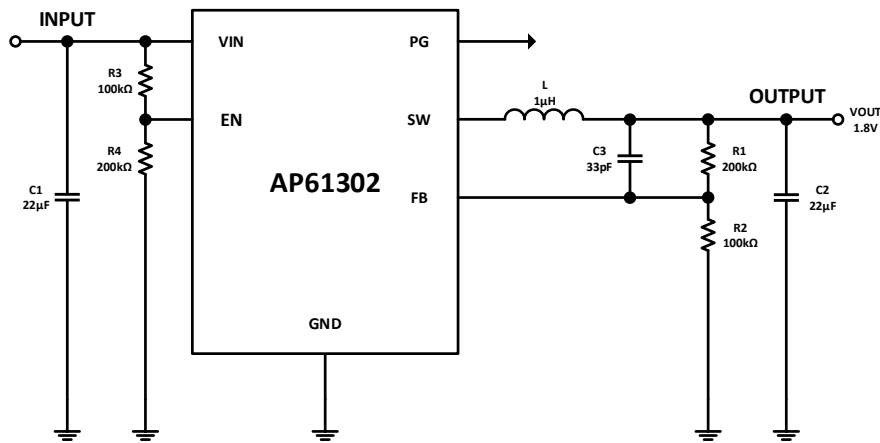 INPUT
VIN
PG
R3
100kΩ
L
1µH
OUTPUT
EN
SW
VOUT
1.8V
R4
200kΩ
C3
33pF
R1
200kΩ
AP61302
C1
22µF
FB
C2
22µF
R2
100kΩ
GND